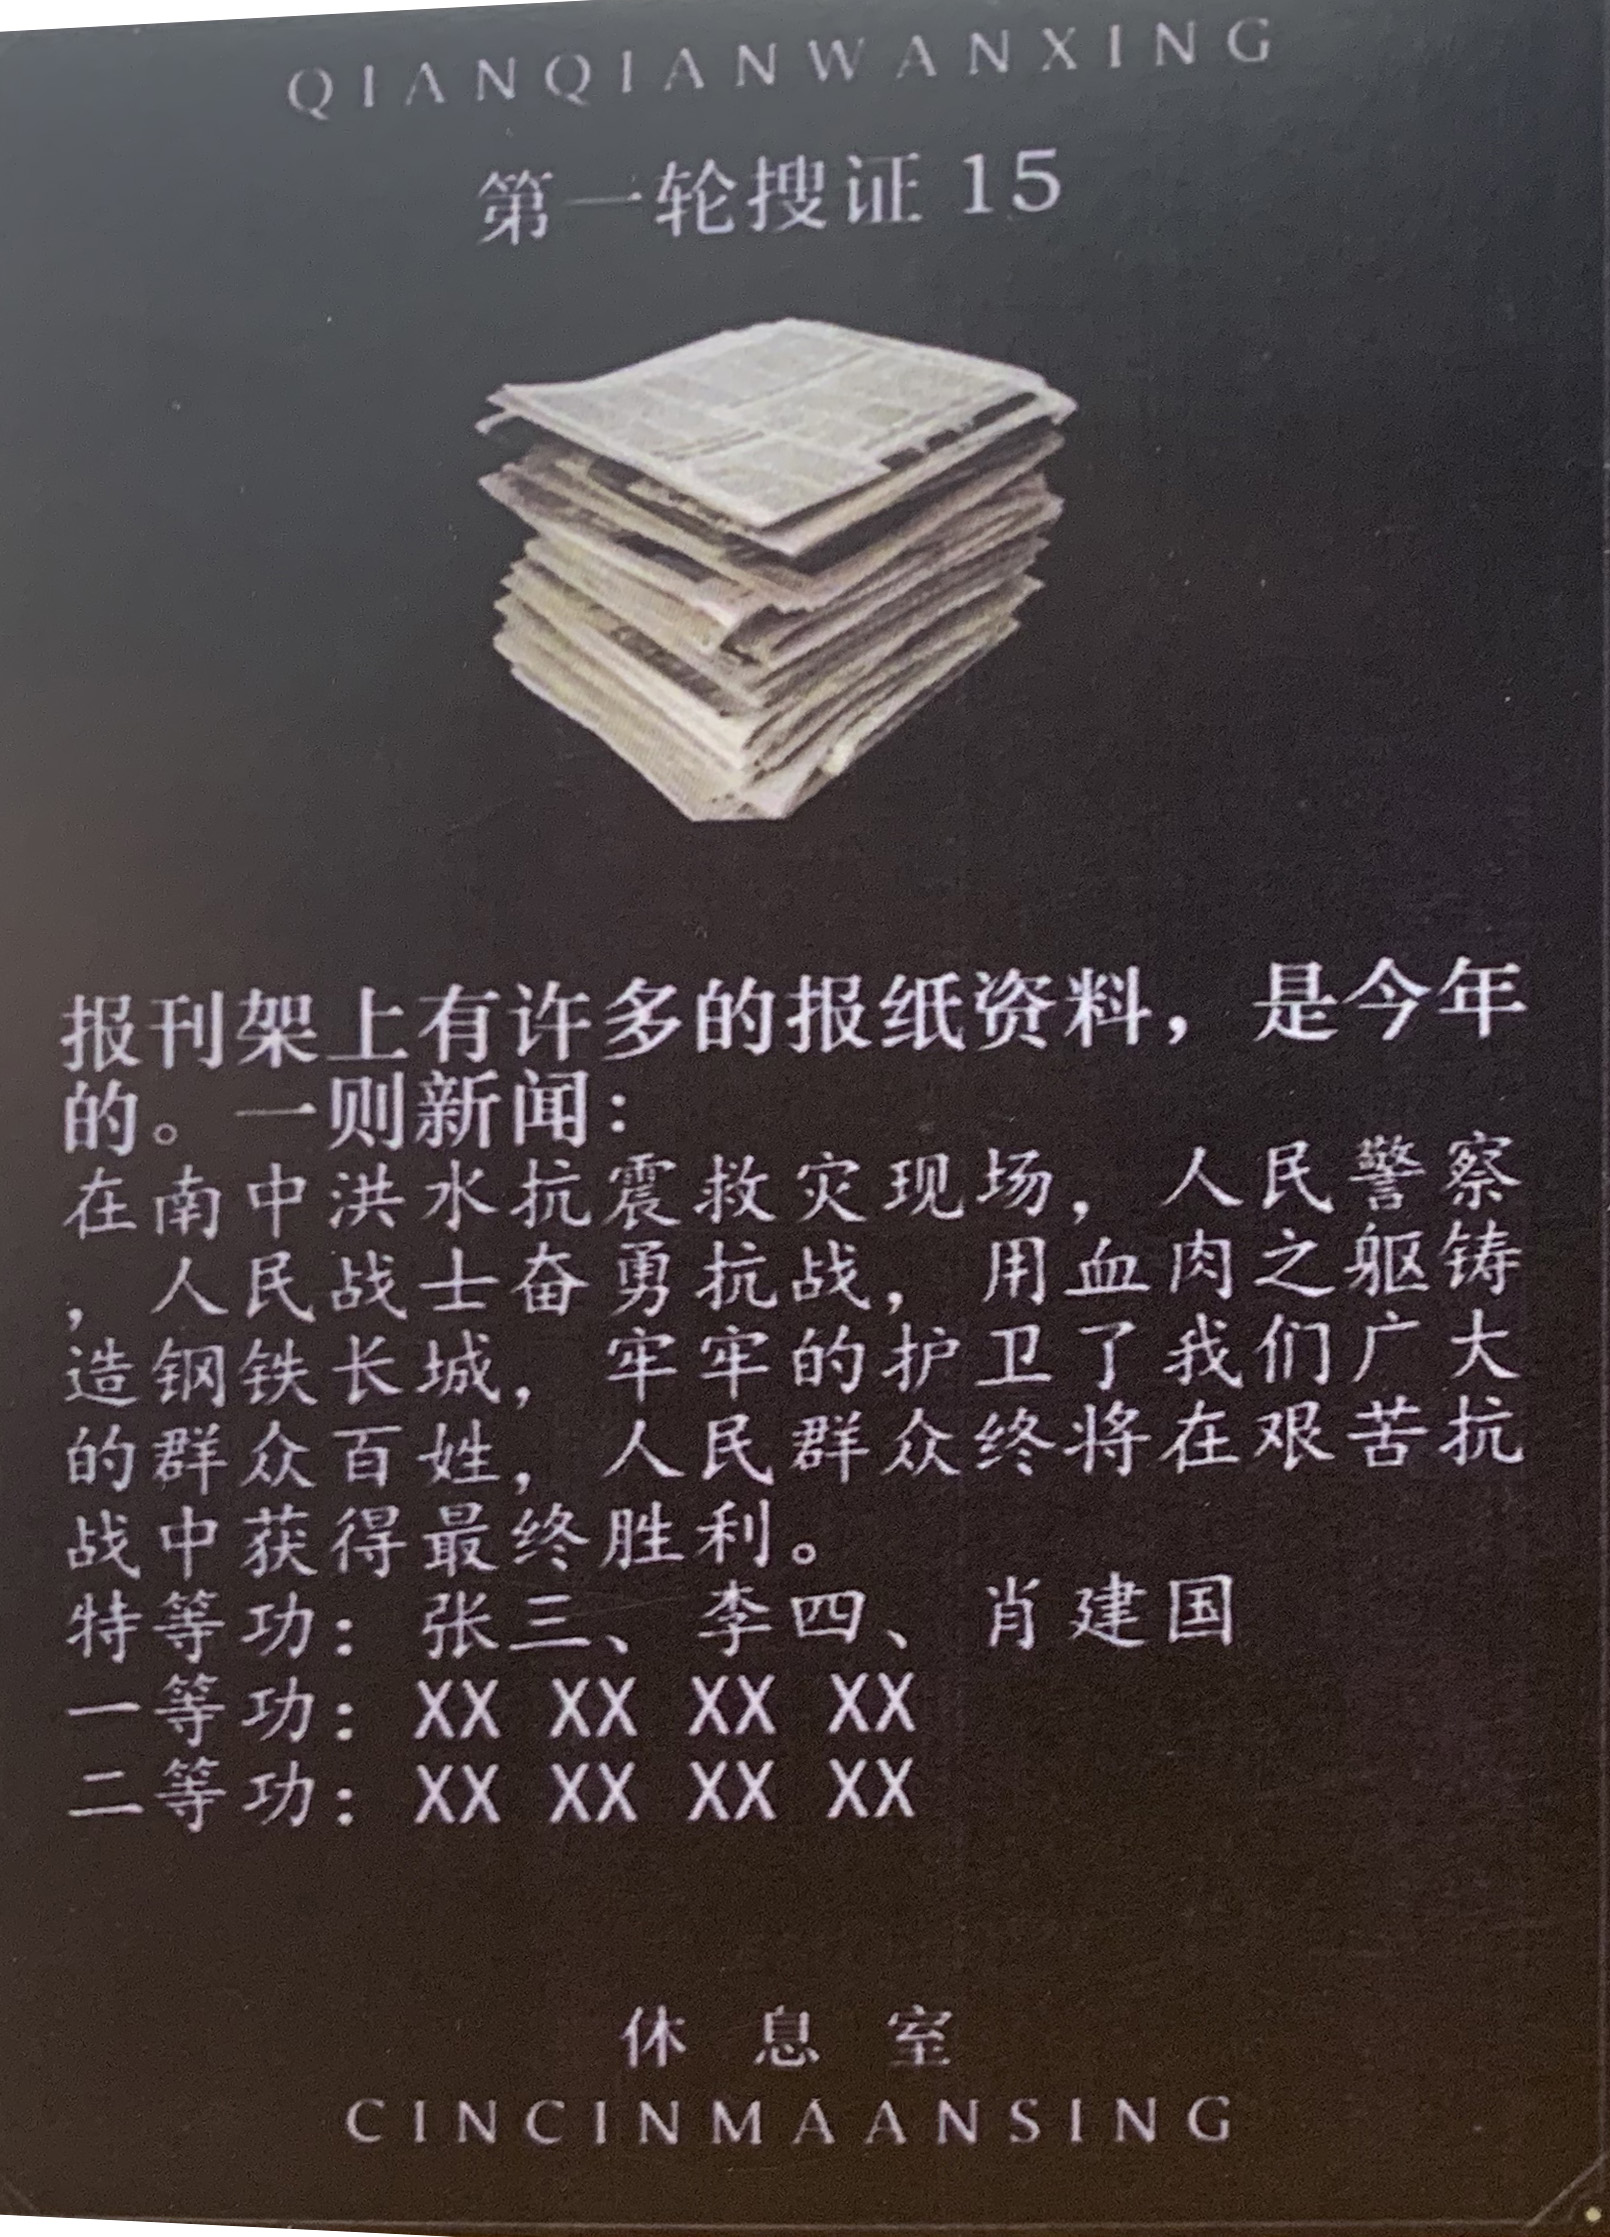 QIANQIANWANXING
第一轮搜证 15
报刊架上有许多的报纸资料，是今年
的。一则新闻：
在南中洪水抗震救灾现场，人民警察
，人民战士奋勇抗战，用血肉之躯铸
造钢铁长城，牢牢的护卫了我们广大
的群众百姓，人民群众终将在艰苦抗
战中获得最终胜利。
特等功：张三、李四、肖建国
一等功：XX XX XX XX
二等功：XX XX XX XX
休息室
CINCINMAANSING